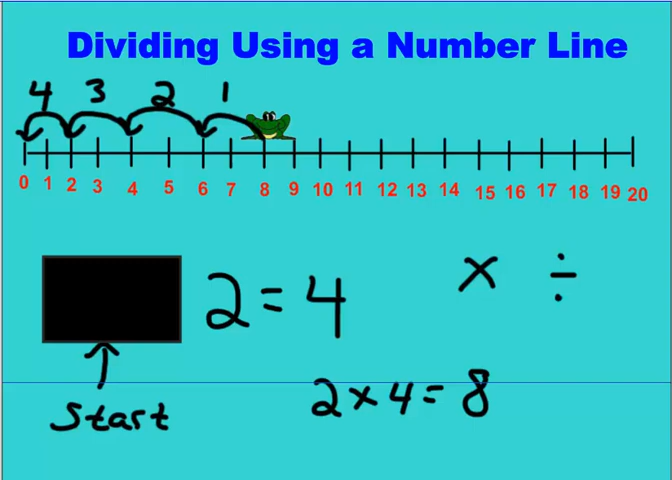 Dividing Using a Number Line
4 3 2 1
0 1 2 3 4 5 6 7 8 9 10 11 12 13 14 15 16 17 18 19 20
2 = 4
× ÷
2 × 4 = 8
Start